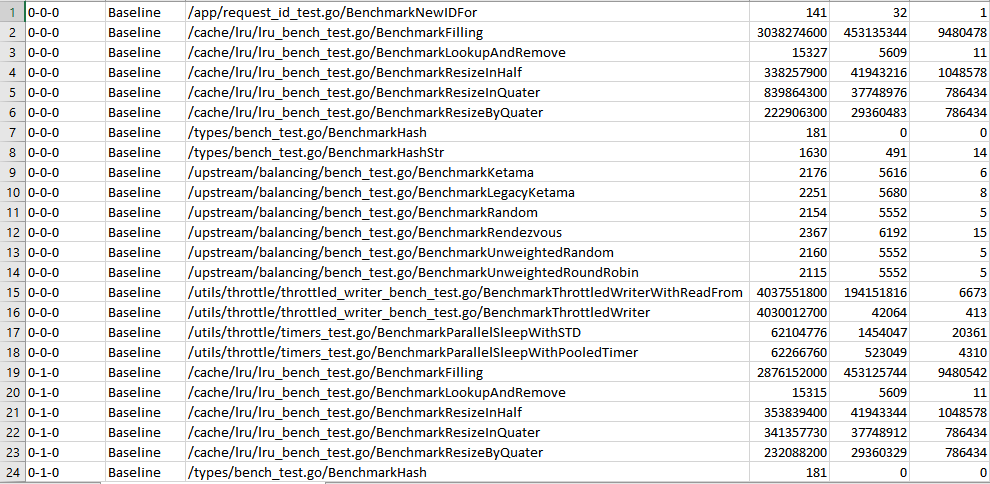 1 0-0-0 Baseline /app/request_id_test.go/BenchmarkNewIDFor 141 32 1
2 0-0-0 Baseline /cache/lru/lru_bench_test.go/BenchmarkFilling 3038274600 453135344 9480478
3 0-0-0 Baseline /cache/lru/lru_bench_test.go/BenchmarkLookupAndRemove 15327 5609 11
4 0-0-0 Baseline /cache/lru/lru_bench_test.go/BenchmarkResizeInHalf 338257900 41943216 1048578
5 0-0-0 Baseline /cache/lru/lru_bench_test.go/BenchmarkResizeInQuater 839864300 37748976 786434
6 0-0-0 Baseline /cache/lru/lru_bench_test.go/BenchmarkResizeByQuater 222906300 29360483 786434
7 0-0-0 Baseline /types/bench_test.go/BenchmarkHash 181 0 0
8 0-0-0 Baseline /types/bench_test.go/BenchmarkHashStr 1630 491 14
9 0-0-0 Baseline /upstream/balancing/bench_test.go/BenchmarkKetama 2176 5616 6
10 0-0-0 Baseline /upstream/balancing/bench_test.go/BenchmarkLegacyKetama 2251 5680 8
11 0-0-0 Baseline /upstream/balancing/bench_test.go/BenchmarkRandom 2154 5552 5
12 0-0-0 Baseline /upstream/balancing/bench_test.go/BenchmarkRendezvous 2367 6192 15
13 0-0-0 Baseline /upstream/balancing/bench_test.go/BenchmarkUnweightedRandom 2160 5552 5
14 0-0-0 Baseline /upstream/balancing/bench_test.go/BenchmarkUnweightedRoundRobin 2115 5552 5
15 0-0-0 Baseline /utils/throttle/throttled_writer_bench_test.go/BenchmarkThrottledWriterWithReadFrom 4037551800 194151816 6673
16 0-0-0 Baseline /utils/throttle/throttled_writer_bench_test.go/BenchmarkThrottledWriter 4030012700 42064 413
17 0-0-0 Baseline /utils/throttle/timers_test.go/BenchmarkParallelSleepWithSTD 62104776 1454047 20361
18 0-0-0 Baseline /utils/throttle/timers_test.go/BenchmarkParallelSleepWithPooledTimer 62266760 523049 4310
19 0-1-0 Baseline /cache/lru/lru_bench_test.go/BenchmarkFilling 2876152000 453125744 9480542
20 0-1-0 Baseline /cache/lru/lru_bench_test.go/BenchmarkLookupAndRemove 15315 5609 11
21 0-1-0 Baseline /cache/lru/lru_bench_test.go/BenchmarkResizeInHalf 353839400 41943344 1048578
22 0-1-0 Baseline /cache/lru/lru_bench_test.go/BenchmarkResizeInQuater 341357730 37748912 786434
23 0-1-0 Baseline /cache/lru/lru_bench_test.go/BenchmarkResizeByQuater 232088200 29360329 786434
24 0-1-0 Baseline /types/bench_test.go/BenchmarkHash 181 0 0